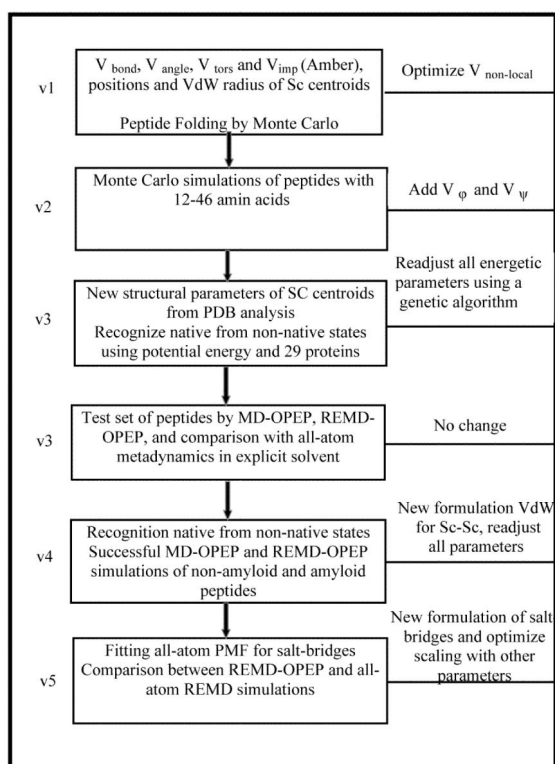 v1
V bond, V angle, V tors and V imp (Amber),
positions and VdW radius of Sc centroids
Peptide Folding by Monte Carlo
Optimize V non-local
v2
Monte Carlo simulations of peptides with
12-46 amin acids
Add V φ and V ψ
v3
New structural parameters of SC centroids
from PDB analysis
Recognize native from non-native states
using potential energy and 29 proteins
Readjust all energetic
parameters using a
genetic algorithm
v3
Test set of peptides by MD-OPEP, REMD-
OPEP, and comparison with all-atom
metadynamics in explicit solvent
No change
v4
Recognition native from non-native states
Successful MD-OPEP and REMD-OPEP
simulations of non-amyloid and amyloid
peptides
New formulation VdW
for Sc-Sc, readjust
all parameters
v5
Fitting all-atom PMF for salt-bridges
Comparison between REMD-OPEP and all-
atom REMD simulations
New formulation of salt
bridges and optimize
scaling with other
parameters